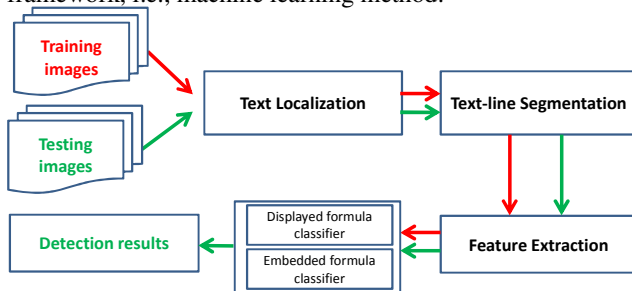 framework, i.e., machine learning method.
Training
images
Text Localization
Text-line Segmentation
Testing
images
Displayed formula
classifier
Detection results
Feature Extraction
Embedded formula
classifier